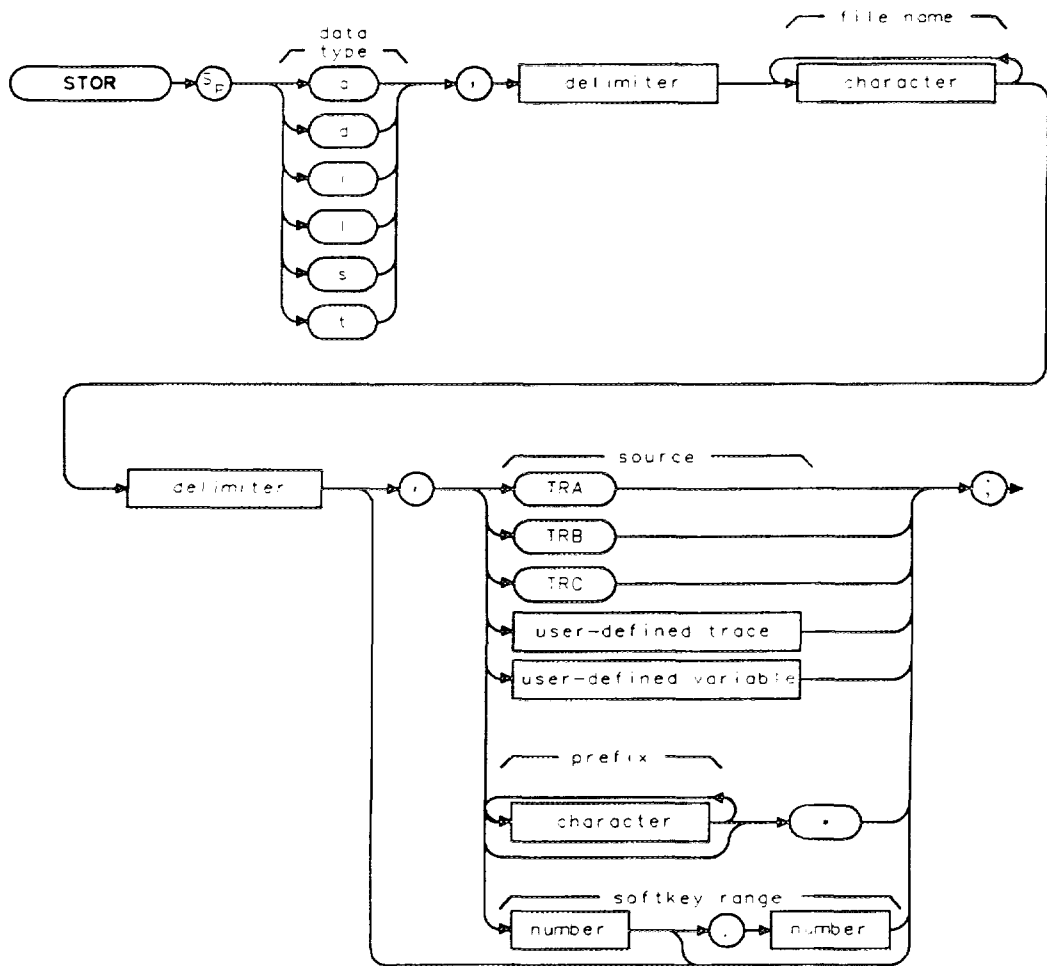 data
type
file name
STOR
SP
a
,
delimiter
character
d
i
l
s
t
source
delimiter
,
TRA
;
TRB
TRC
user-defined trace
user-defined variable
prefix
character
softkey range
number
,
number